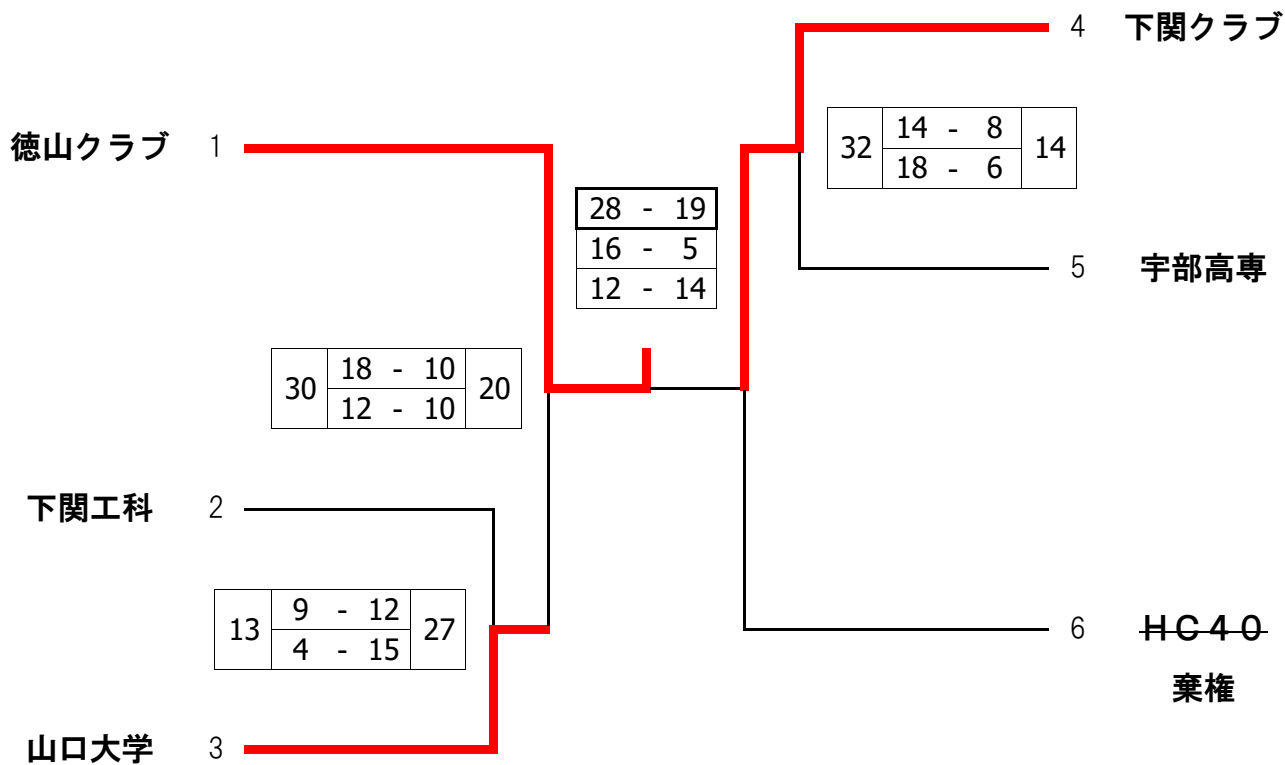 4 下関クラブ
徳山クラブ 1
32 14 - 8 14
18 - 6
28 - 19
16 - 5
12 - 14
5 宇部高専
30 18 - 10 20
12 - 10
下関工科 2
13 9 - 12 27
4 - 15
6 ＨＣ４０
棄権
山口大学 3